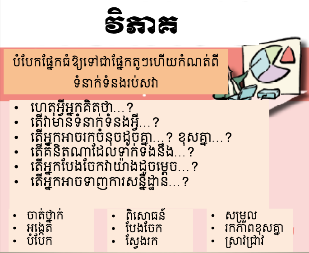 វិភាគ
បំបែកផ្នែកធំឱ្យទៅជាផ្នែកតូៗហើយកំណត់ពី
ទំនាក់ទំនងរប់សវា
• ហេតុអ្វីអ្នកគិតថា...?
• តើវាមានទំនាក់ទំនងអ្វី...?
• តើអ្នកអាចរកចំនុចដូចគ្នា...? ខុសគ្នា...?
• តើគំនិតណាដែលទាក់ទងនឹង...?
• តើអ្នកបែងចែកវាយ៉ាងដូចម្តេច...?
• តើអ្នកអាចទាញការសន្និដ្ឋាន...?
• ចាត់ថ្នាក់
• អង្កេត
• បំបែក
• ពិសោធន៍
• បែងចែក
• ស្វែងរក
• សម្រួល
• រកភាពខុសគ្នា
• ស្រាវជ្រាវ